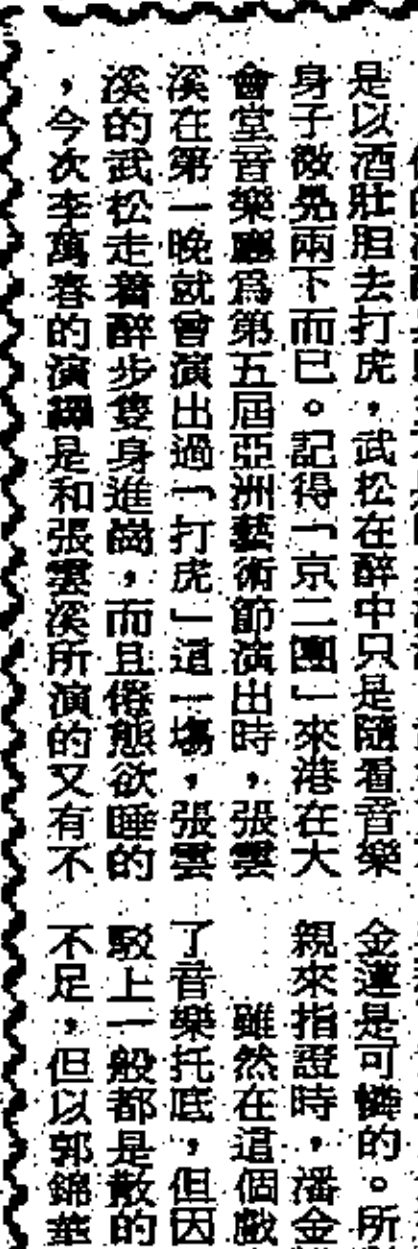 是以酒壯胆去打虎，武松在醉中只是隨着音樂
身子微晃兩下而已。記得「京二團」來港在大
會堂音樂廳爲第五屆亞洲藝術節演出時，張雲
溪在第一晚就曾演出過「打虎」這一場，張雲
溪的武松走着醉步隻身進崗，而且倦態欲睡的
，今次李萬春的演繹是和張雲溪所演的又有不
金蓮是可憐的。所
親來指證時，潘金
雖然在這個戲
了音樂托底，但因
駁上一般都是散的
不足，但以郭錦華